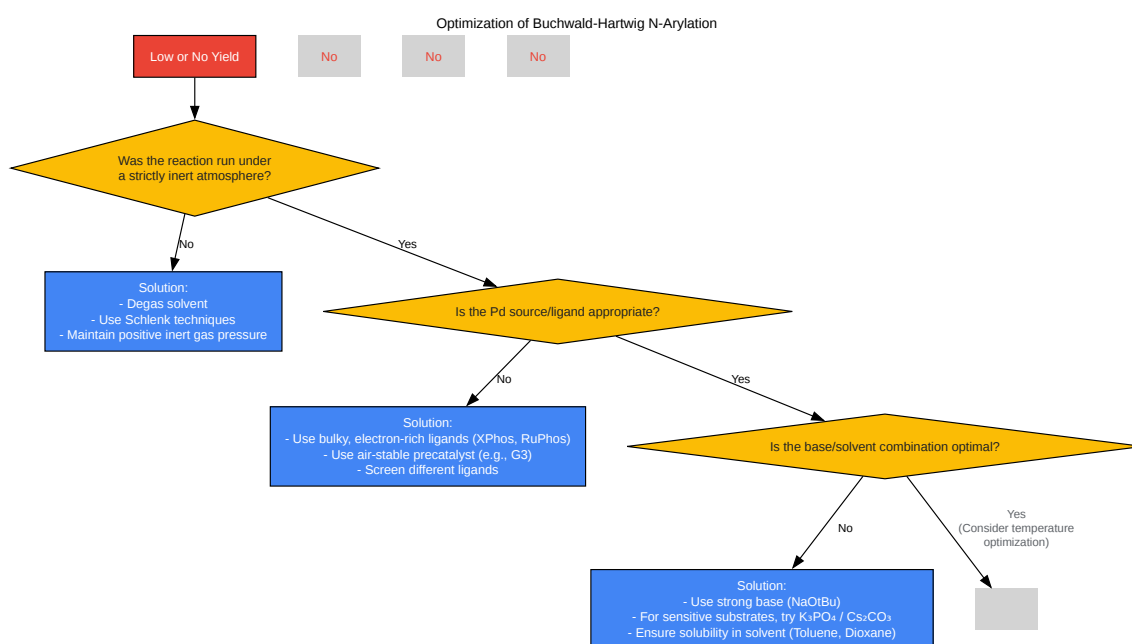 Optimization of Buchwald-Hartwig N-Arylation
Low or No Yield
No
No
No
Was the reaction run under
a strictly inert atmosphere?
No
Yes
Solution:
- Degas solvent
- Use Schlenk techniques
- Maintain positive inert gas pressure
Is the Pd source/ligand appropriate?
No
Yes
Solution:
- Use bulky, electron-rich ligands (XPhos, RuPhos)
- Use air-stable precatalyst (e.g., G3)
- Screen different ligands
Is the base/solvent combination optimal?
No
Yes
(Consider temperature
optimization)
Solution:
- Use strong base (NaOtBu)
- For sensitive substrates, try K₃PO₄ / Cs₂CO₃
- Ensure solubility in solvent (Toluene, Dioxane)